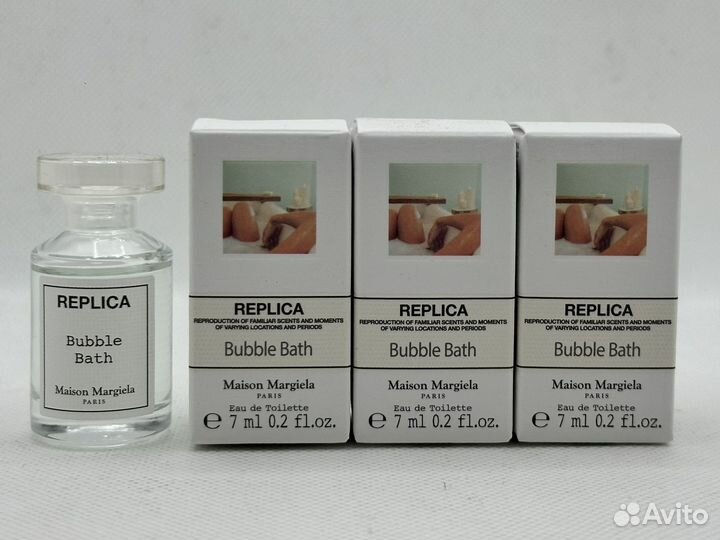 REPLICA
Bubble
Bath
Maison Margiela
PARIS
REPLICA
REPRODUCTION OF FAMILIAR SCENTS AND MOMENTS
OF VARYING LOCATIONS AND PERIODS
Bubble Bath
Maison Margiela
PARIS
Eau de Toilette
e 7 ml 0.2 fl.oz.
REPLICA
REPRODUCTION OF FAMILIAR SCENTS AND MOMENTS
OF VARYING LOCATIONS AND PERIODS
Bubble Bath
Maison Margiela
PARIS
Eau de Toilette
e 7 ml 0.2 fl.oz.
REPLICA
REPRODUCTION OF FAMILIAR SCENTS AND MOMENTS
OF VARYING LOCATIONS AND PERIODS
Bubble Bath
Maison Margiela
PARIS
Eau de Toilette
e 7 ml 0.2 fl.oz.
Avito